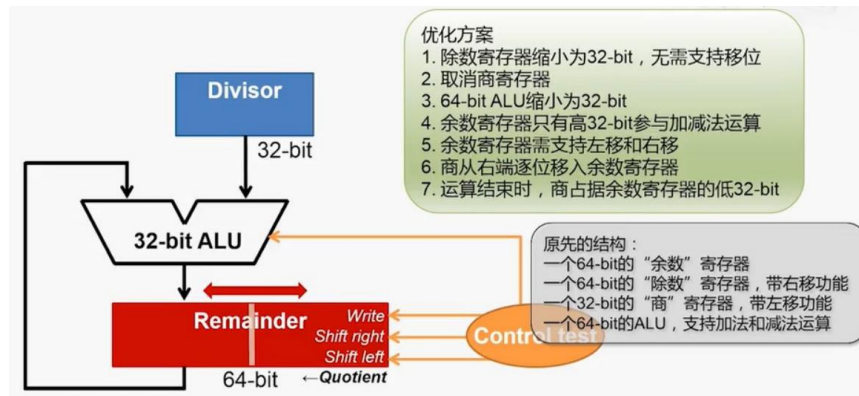 优化方案
1. 除数寄存器缩小为32-bit，无需支持移位
2. 取消商寄存器
3. 64-bit ALU缩小为32-bit
4. 余数寄存器只有高32-bit参与加减法运算
5. 余数寄存器需支持左移和右移
6. 商从右端逐位移入余数寄存器
7. 运算结束时，商占据余数寄存器的低32-bit
Divisor
32-bit
32-bit ALU
原先的结构：
一个64-bit的“余数”寄存器
一个64-bit的“除数”寄存器，带右移功能
一个32-bit的“商”寄存器，带左移功能
一个64-bit的ALU，支持加法和减法运算
Remainder
Write
Shift right
Shift left
Control test
64-bit
←Quotient